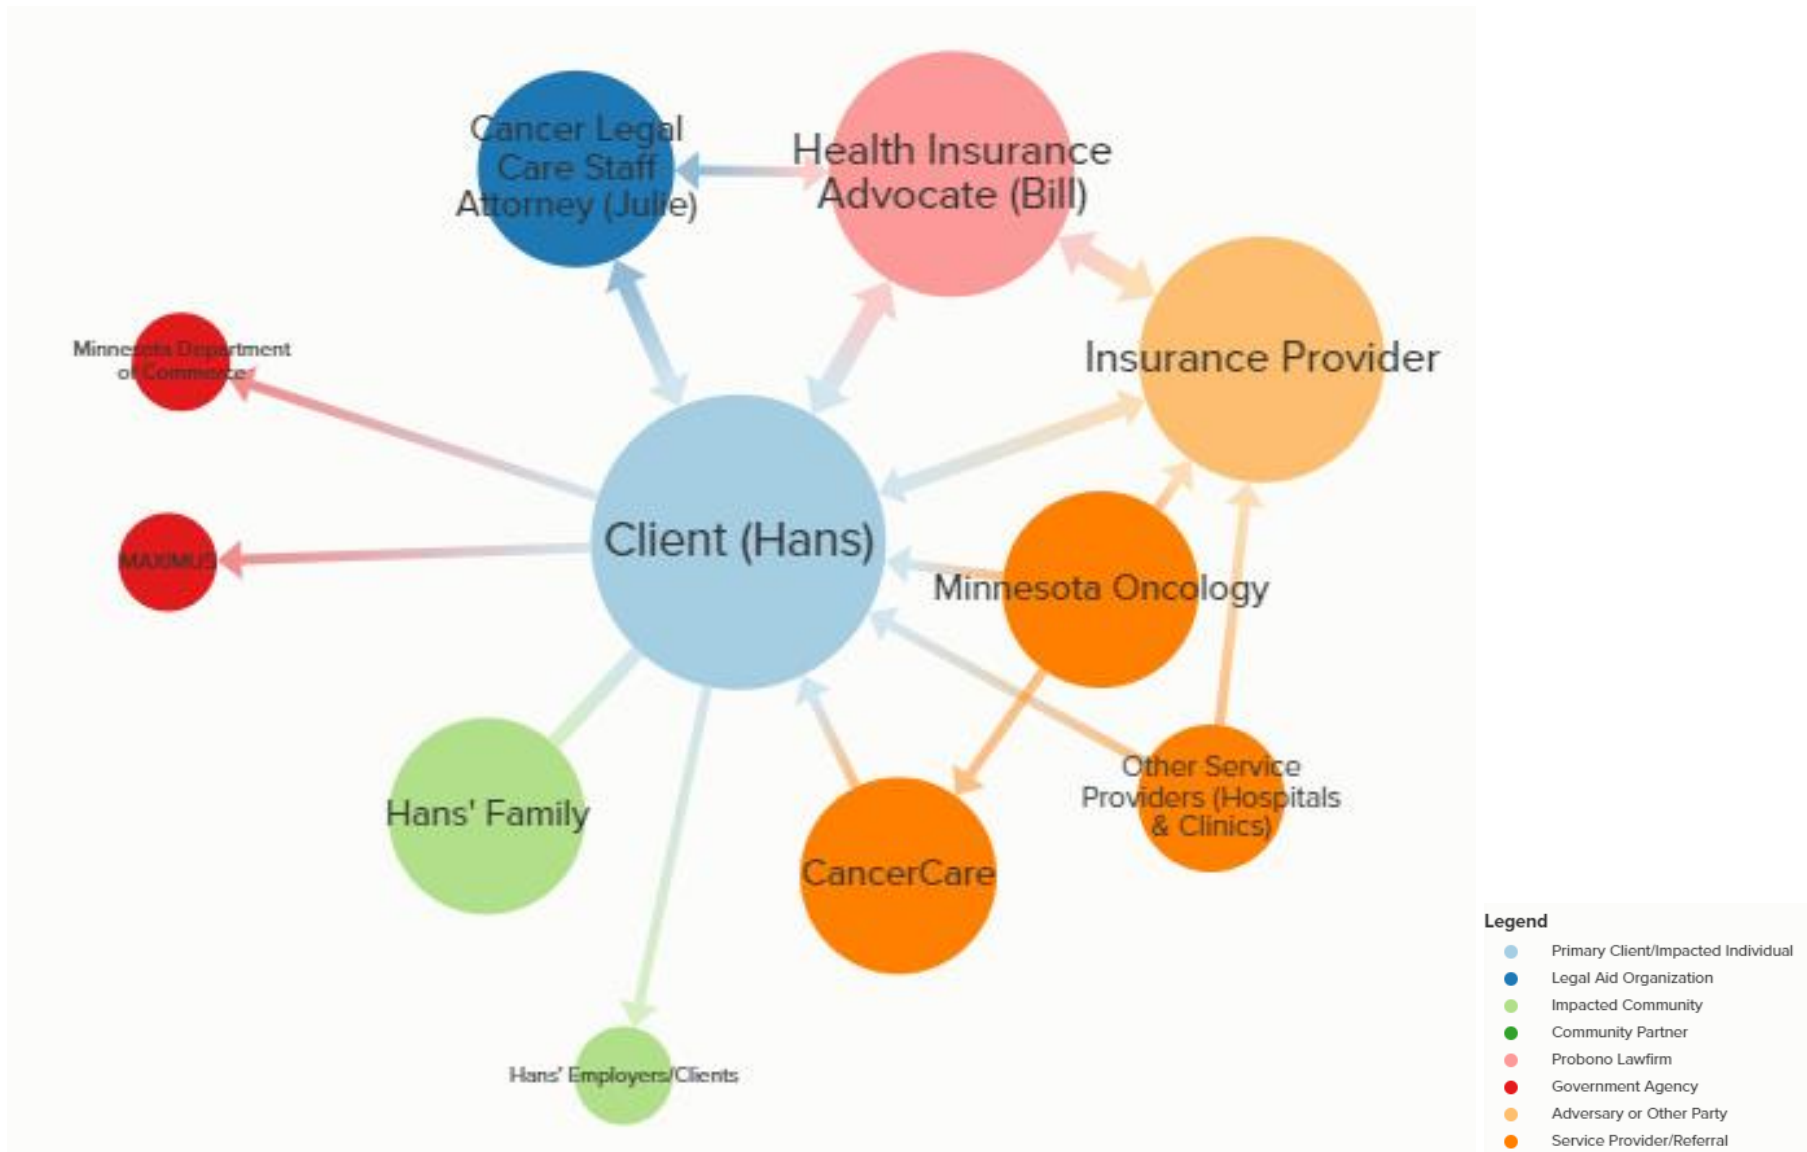 Cancer Legal
Care Staff
Attorney (Julie)
Health Insurance
Advocate (Bill)
Minnesota Department
of Commerce
Insurance Provider
Client (Hans)
MAXIMUS
Minnesota Oncology
Other Service
Providers (Hospitals
& Clinics)
Hans' Family
CancerCare
Hans' Employers/Clients
Legend
Primary Client/Impacted Individual
Legal Aid Organization
Impacted Community
Community Partner
Probono Lawfirm
Government Agency
Adversary or Other Party
Service Provider/Referral